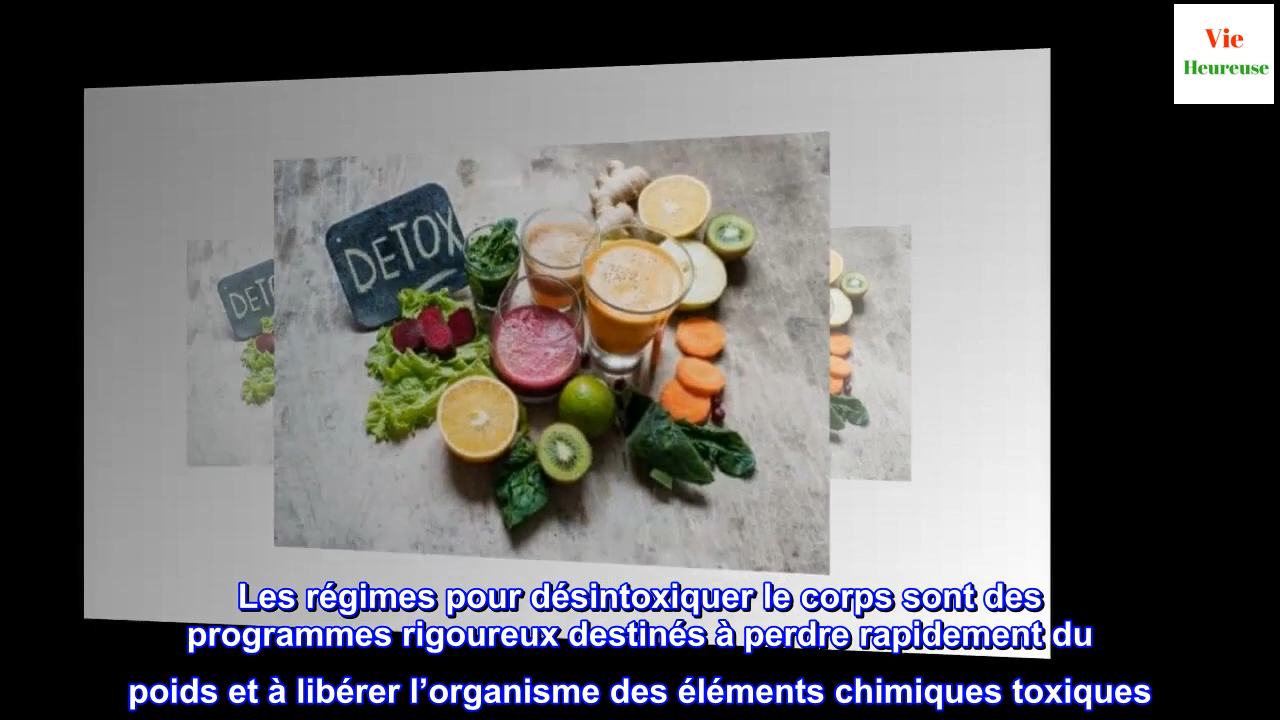 Vie
Heureuse
DETOX
DETO
Les régimes pour désintoxiquer le corps sont des
programmes rigoureux destinés à perdre rapidement du
poids et à libérer l’organisme des éléments chimiques toxiques